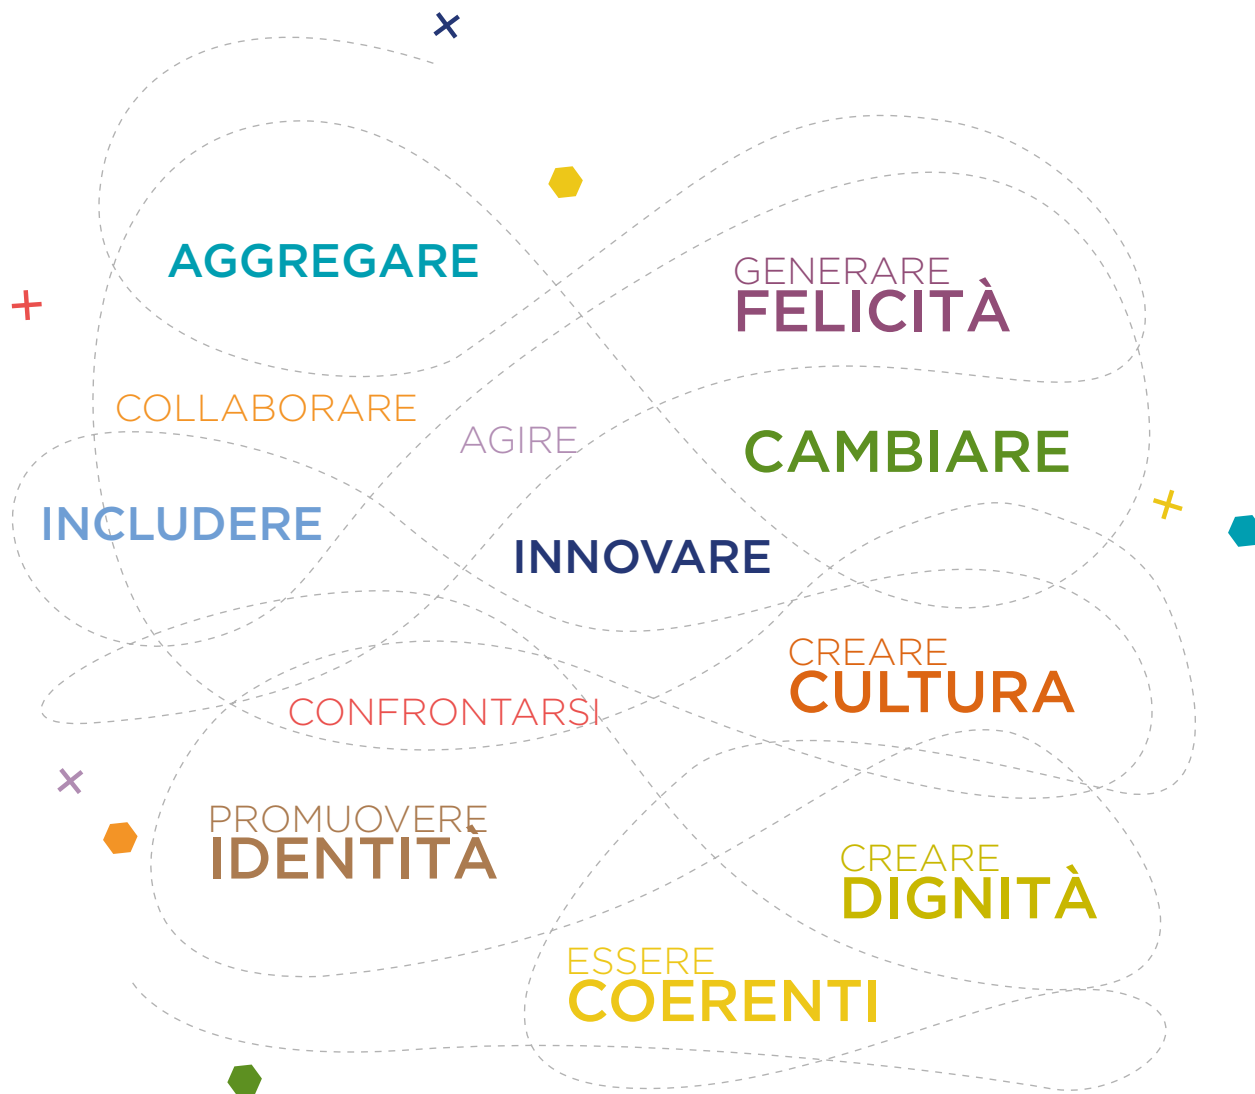 AGGREGARE
GENERARE
FELICITÀ
COLLABORARE
AGIRE
CAMBIARE
INCLUDERE
INNOVARE
CREARE
CULTURA
CONFRONTARSI
PROMUOVERE
IDENTITÀ
CREARE
DIGNITÀ
ESSERE
COERENTI